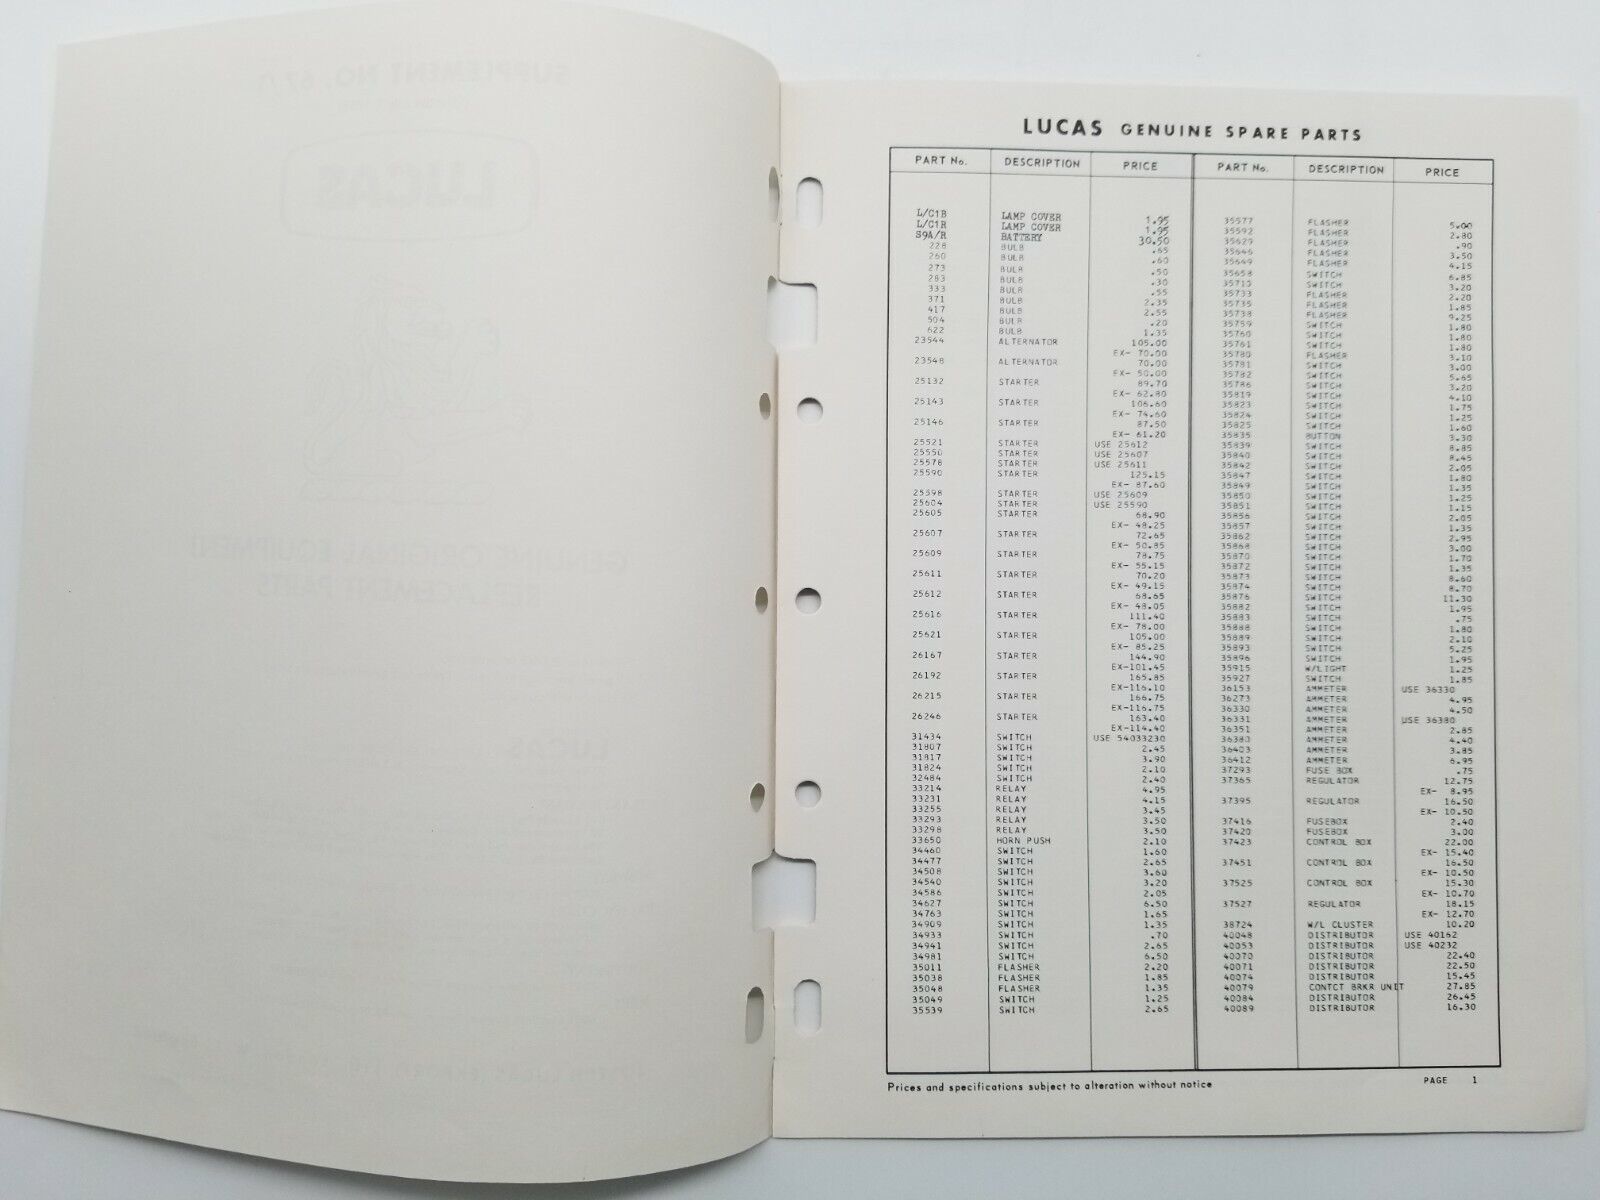 SUPPLEMENT NO. 67/1
LUCAS
LUCAS GENUINE SPARE PARTS
PART No. DESCRIPTION PRICE PART No. DESCRIPTION PRICE
L/C1B LAMP COVER 1.95
L/C1R LAMP COVER 1.95
S9A/R BATTERY 30.50
228 BULB .65
260 BULB .60
273 BULB .50
283 BULB .30
333 BULB .55
371 BULB 2.35
417 BULB 2.55
504 BULB .20
622 BULB 1.35
23544 ALTERNATOR 105.00
EX- 70.00
23548 ALTERNATOR 70.00
EX- 50.00
25132 STARTER 89.70
EX- 62.80
25143 STARTER 106.60
EX- 74.60
25146 STARTER 87.50
EX- 61.20
25521 STARTER USE 25612
25550 STARTER USE 25607
25578 STARTER USE 25611
25590 STARTER 125.15
EX- 87.60
25598 STARTER USE 25609
25604 STARTER USE 25590
25605 STARTER 68.90
EX- 48.25
25607 STARTER 72.65
EX- 50.85
25609 STARTER 78.75
EX- 55.15
25611 STARTER 70.20
EX- 49.15
25612 STARTER 68.65
EX- 48.05
25616 STARTER 111.40
EX- 78.00
25621 STARTER 105.00
EX- 85.25
26167 STARTER 144.90
EX-101.45
26192 STARTER 165.85
EX-116.10
26215 STARTER 166.75
EX-116.75
26246 STARTER 163.40
EX-114.40
31434 SWITCH USE 54033230
31807 SWITCH 2.45
31817 SWITCH 3.90
31824 SWITCH 2.10
32484 SWITCH 2.40
33214 RELAY 4.95
33231 RELAY 4.15
33255 RELAY 3.45
33293 RELAY 3.50
33298 RELAY 3.50
33650 HORN PUSH 2.10
34460 SWITCH 1.60
34477 SWITCH 2.65
34508 SWITCH 3.60
34540 SWITCH 3.20
34586 SWITCH 2.05
34627 SWITCH 6.50
34763 SWITCH 1.65
34909 SWITCH 1.35
34933 SWITCH .70
34941 SWITCH 2.65
34981 SWITCH 6.50
35011 FLASHER 2.20
35038 FLASHER 1.85
35048 FLASHER 1.35
35049 SWITCH 1.25
35539 SWITCH 2.65
35577 FLASHER 5.00
35592 FLASHER 2.80
35629 FLASHER .90
35646 FLASHER 3.50
35649 FLASHER 4.15
35658 SWITCH 6.85
35713 SWITCH 3.20
35733 FLASHER 2.20
35735 FLASHER 1.85
35738 FLASHER 9.25
35759 SWITCH 1.80
35760 SWITCH 1.80
35761 SWITCH 1.80
35780 FLASHER 3.10
35781 SWITCH 3.00
35782 SWITCH 5.65
35786 SWITCH 3.20
35819 SWITCH 4.10
35823 SWITCH 1.75
35824 SWITCH 1.25
35825 SWITCH 1.60
35835 BUTTON 3.30
35839 SWITCH 8.85
35840 SWITCH 8.45
35842 SWITCH 2.05
35847 SWITCH 1.80
35849 SWITCH 1.35
35850 SWITCH 1.25
35851 SWITCH 1.15
35856 SWITCH 2.05
35857 SWITCH 1.35
35862 SWITCH 2.95
35868 SWITCH 3.00
35870 SWITCH 1.70
35872 SWITCH 1.35
35873 SWITCH 8.60
35874 SWITCH 8.70
35876 SWITCH 11.30
35882 SWITCH 1.95
35883 SWITCH .75
35888 SWITCH 1.80
35889 SWITCH 2.10
35893 SWITCH 5.25
35896 SWITCH 1.95
35915 W/LIGHT 1.25
35927 SWITCH 1.85
36153 AMMETER USE 36330
36273 AMMETER 4.95
36330 AMMETER 4.50
36331 AMMETER USE 36380
36351 AMMETER 2.85
36380 AMMETER 4.40
36403 AMMETER 3.85
36412 AMMETER 6.95
37293 FUSE BOX .75
37365 REGULATOR 12.75
EX- 8.95
37395 REGULATOR 16.50
EX- 10.50
37416 FUSEBOX 2.40
37420 FUSEBOX 3.00
37423 CONTROL BOX 22.00
EX- 15.40
37451 CONTROL BOX 16.50
EX- 10.50
37525 CONTROL BOX 15.30
EX- 10.70
37527 REGULATOR 18.15
EX- 12.70
38724 W/L CLUSTER 10.20
40048 DISTRIBUTOR USE 40162
40053 DISTRIBUTOR USE 40232
40070 DISTRIBUTOR 22.40
40071 DISTRIBUTOR 22.50
40074 DISTRIBUTOR 15.45
40079 CONTCT BRKR UNIT 27.85
40084 DISTRIBUTOR 26.45
40089 DISTRIBUTOR 16.30
Prices and specifications subject to alteration without notice
PAGE 1